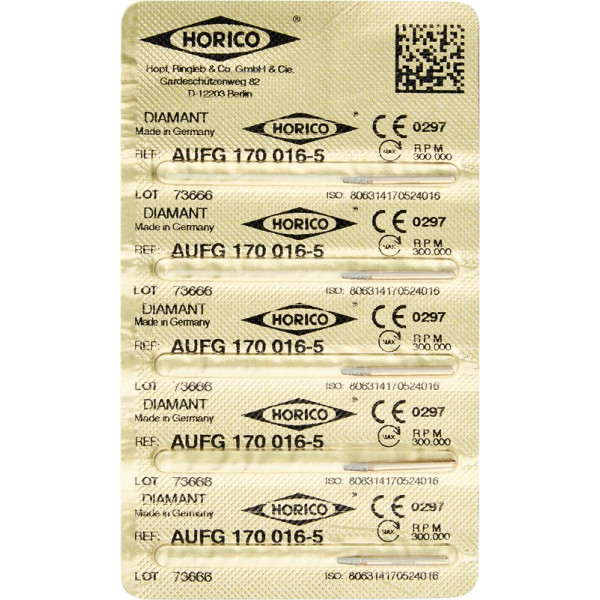 HORICO ®
Hopf, Ringleb & Co. GmbH & Cie.
Gardeschützenweg 82
D-12203 Berlin
DIAMANT
Made in Germany
HORICO ®
CE 0297
REF: AUFG 170 016-5
MAX
RPM
300.000
LOT 73666
ISO: 806314170524016
DIAMANT
Made in Germany
HORICO ®
CE 0297
REF: AUFG 170 016-5
MAX
RPM
300.000
LOT 73666
ISO: 806314170524016
DIAMANT
Made in Germany
HORICO ®
CE 0297
REF: AUFG 170 016-5
MAX
RPM
300.000
LOT 73666
ISO: 806314170524016
DIAMANT
Made in Germany
HORICO ®
CE 0297
REF: AUFG 170 016-5
MAX
RPM
300.000
LOT 73666
ISO: 806314170524016
DIAMANT
Made in Germany
HORICO ®
CE 0297
REF: AUFG 170 016-5
MAX
RPM
300.000
LOT 73666
ISO: 806314170524016